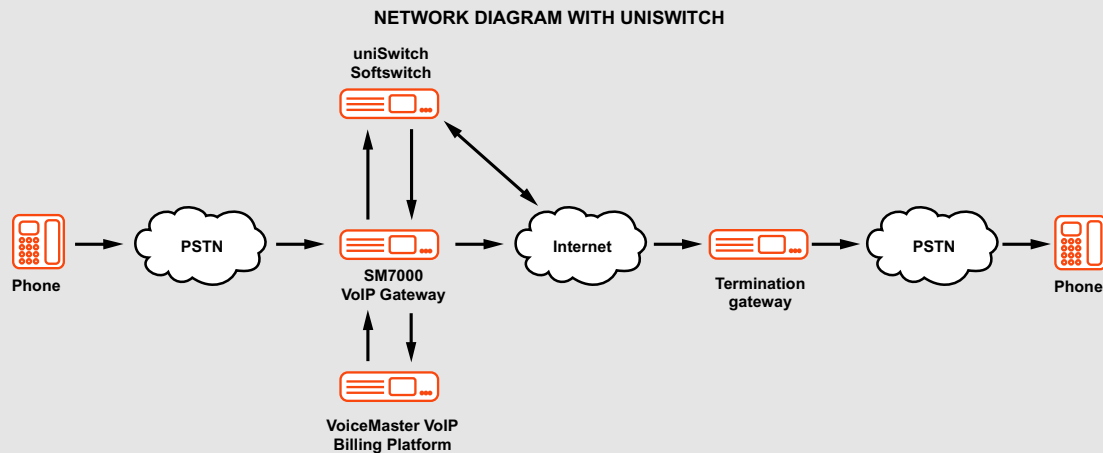 NETWORK DIAGRAM WITH UNISWITCH
uniSwitch
Softswitch
Phone
PSTN
SM7000
VoIP Gateway
Internet
Termination
gateway
PSTN
Phone
VoiceMaster VoIP
Billing Platform